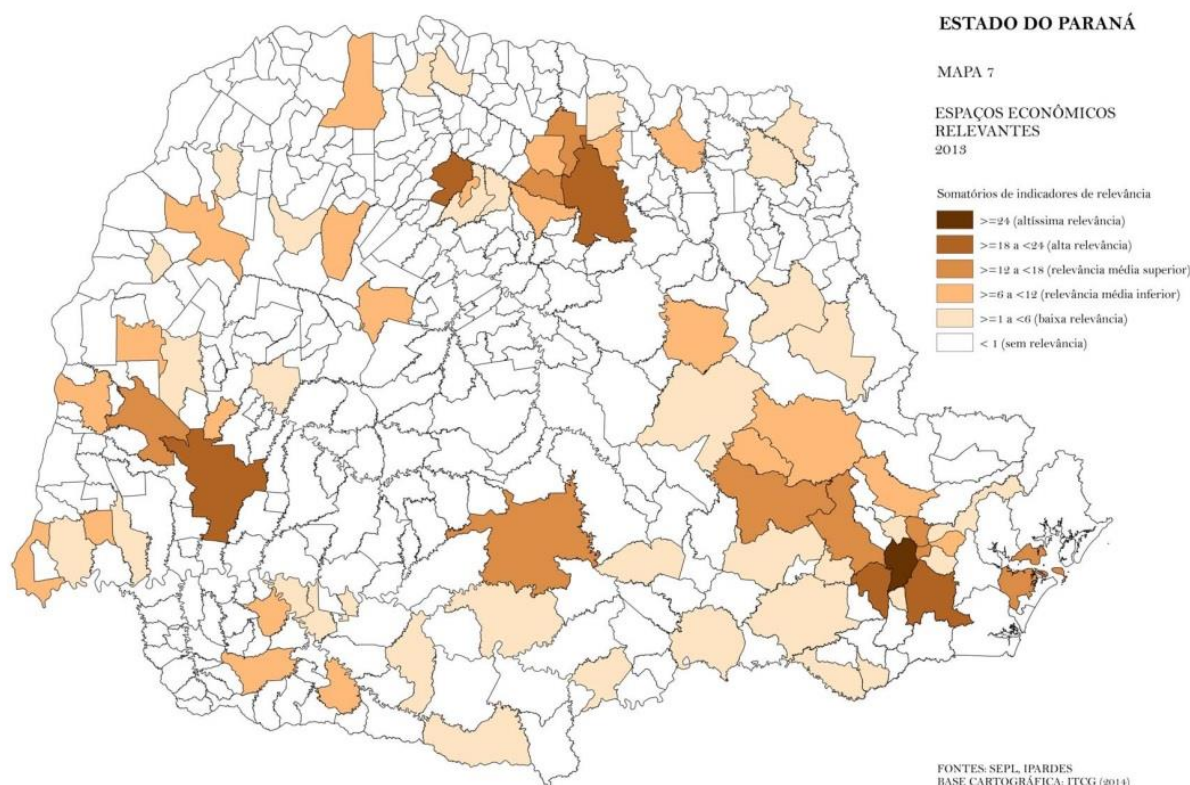 ESTADO DO PARANÁ
MAPA 7
ESPAÇOS ECONÔMICOS
RELEVANTES
2013
Somatórios de indicadores de relevância
>=24 (altíssima relevância)
>=18 a <24 (alta relevância)
>=12 a <18 (relevância média superior)
>=6 a <12 (relevância média inferior)
>=1 a <6 (baixa relevância)
< 1 (sem relevância)
FONTES: SEPL, IPARDES
BASE CARTOGRÁFICA: ITCG (2014)